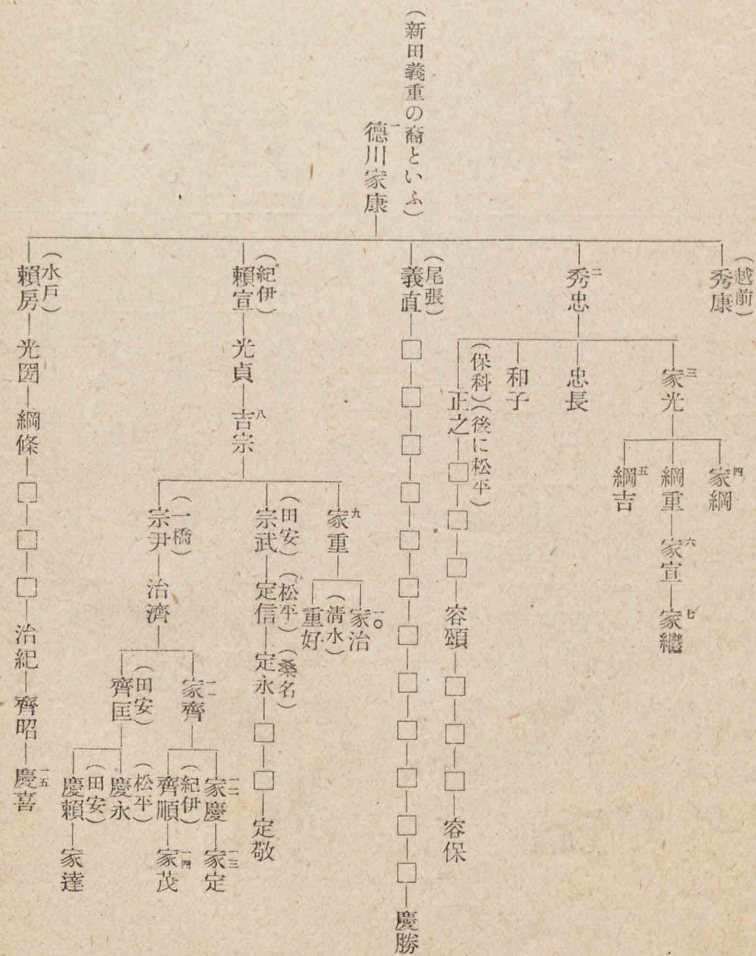 (新田義重の裔といふ)
一 德川家康
(越前)
秀康
二 秀忠
三 家光
四 家綱
綱重―六 家宣―七 家繼
五 綱吉
忠長
和子
(保科)(後に松平)
正之―□―□―□―容頌―□―□―□―容保
(尾張)
義直―□―□―□―□―□―□―□―□―□―□―□―□―慶勝
(紀伊)
賴宣―光貞―八 吉宗
九 家重
一〇 家治
(淸水)
重好
(田安)(松平)(桑名)
宗武―定信―定永―□―□―定敬
(一橋)
宗尹―治濟
一一 家齊
一二 家慶―一三 家定
(紀伊)
齊順―一四 家茂
(田安)
齊匡
(松平)
慶永
(田安)
慶賴―家達
(水戶)
賴房―光圀―綱條―□―□―□―治紀―齊昭―一五 慶喜